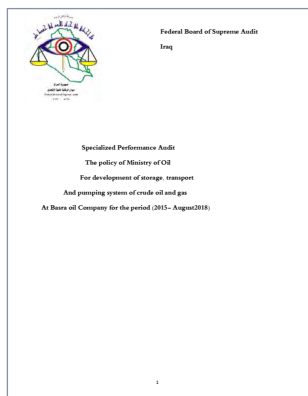 Federal Board of Supreme Audit
Iraq
Specialized Performance Audit
The policy of Ministry of Oil
For development of storage, transport
And pumping system of crude oil and gas
At Basra oil Company for the period (2015– August2018)
1